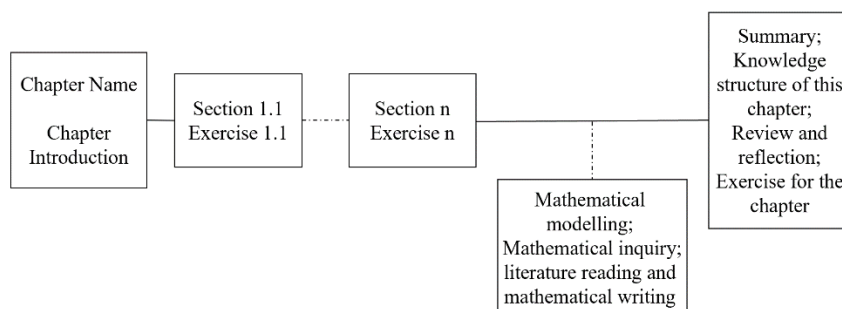 Chapter Name
Chapter
Introduction
Section 1.1
Exercise 1.1
Section n
Exercise n
Mathematical
modelling;
Mathematical inquiry;
literature reading and
mathematical writing
Summary;
Knowledge
structure of this
chapter;
Review and
reflection;
Exercise for the
chapter